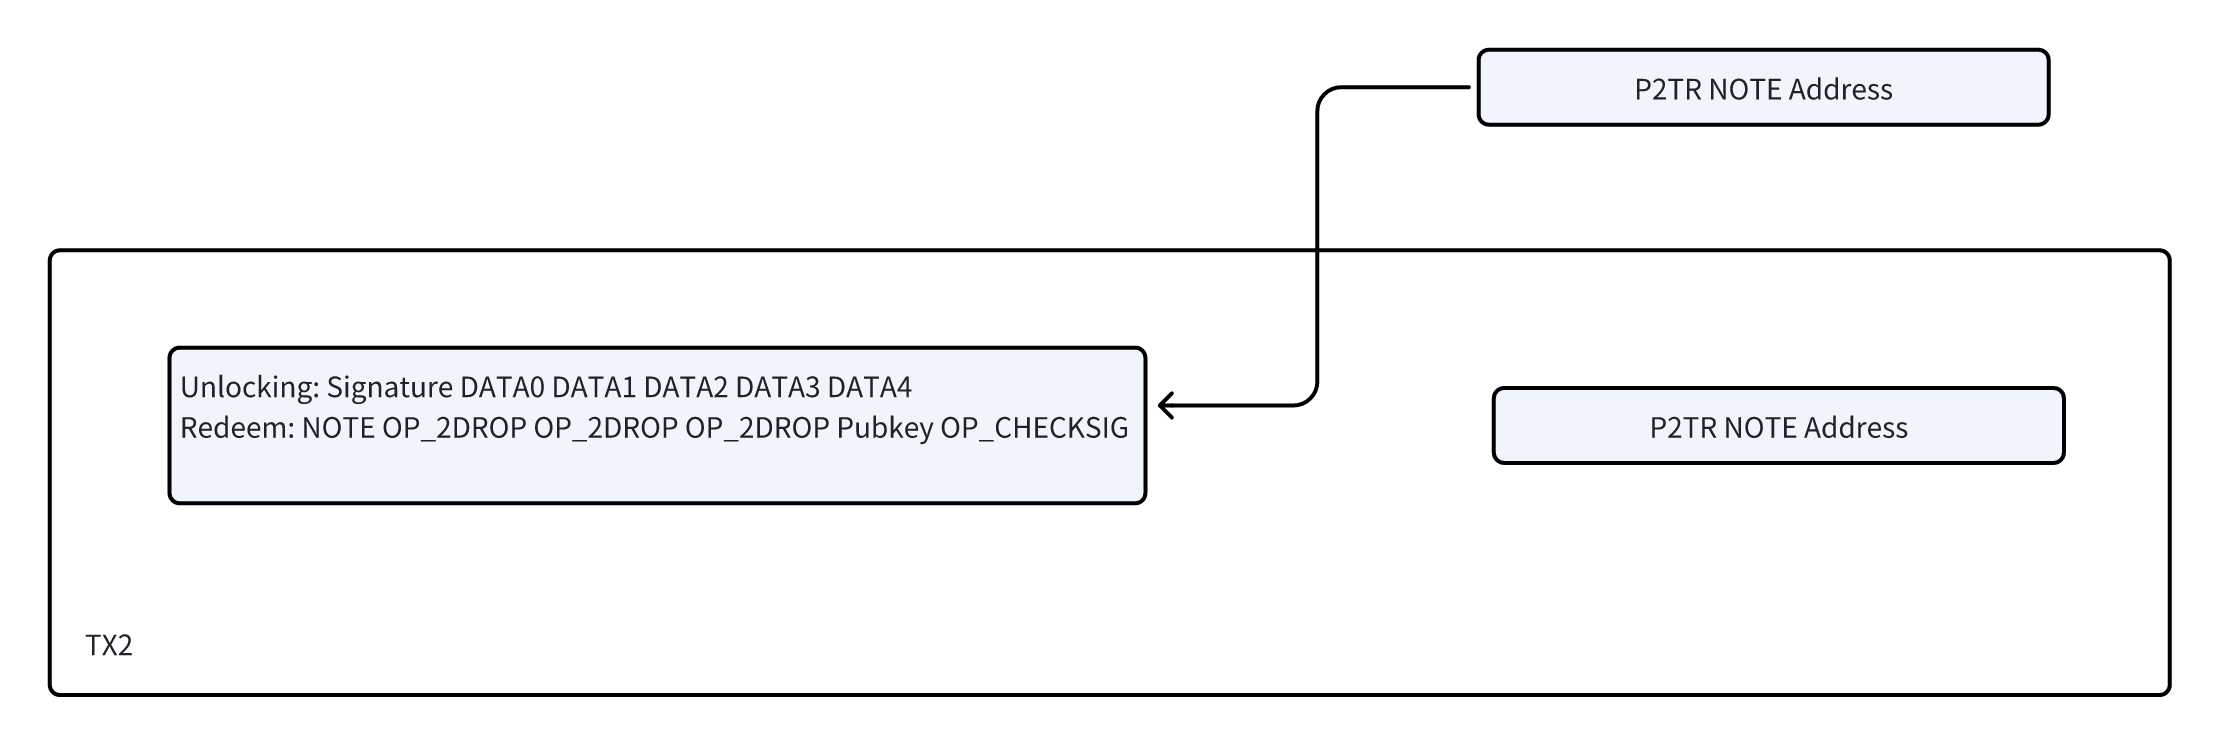 P2TR NOTE Address
Unlocking: Signature DATA0 DATA1 DATA2 DATA3 DATA4
Redeem: NOTE OP_2DROP OP_2DROP OP_2DROP Pubkey OP_CHECKSIG
P2TR NOTE Address
TX2